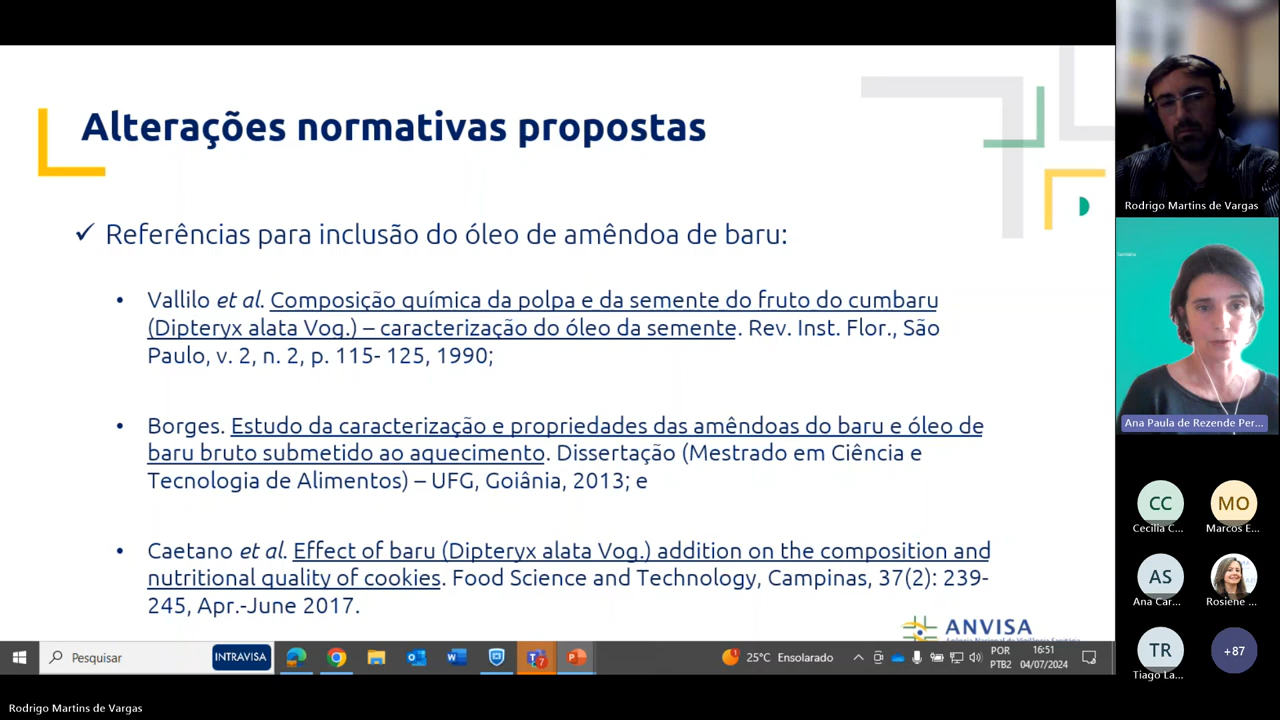 Alterações normativas propostas
✓ Referências para inclusão do óleo de amêndoa de baru:
• Vallilo et al. Composição química da polpa e da semente do fruto do cumbaru
(Dipteryx alata Vog.) – caracterização do óleo da semente. Rev. Inst. Flor., São
Paulo, v. 2, n. 2, p. 115- 125, 1990;
• Borges. Estudo da caracterização e propriedades das amêndoas do baru e óleo de
baru bruto submetido ao aquecimento. Dissertação (Mestrado em Ciência e
Tecnologia de Alimentos) – UFG, Goiânia, 2013; e
• Caetano et al. Effect of baru (Dipteryx alata Vog.) addition on the composition and
nutritional quality of cookies. Food Science and Technology, Campinas, 37(2): 239-
245, Apr.-June 2017.
ANVISA
Agência Nacional de Vigilância Sanitária
Pesquisar
INTRAVISA
7
1
25°C Ensolarado
POR
PTB2
16:51
04/07/2024
Rodrigo Martins de Vargas
Rodrigo Martins de Vargas
Ana Paula de Rezende Per...
CC
Cecilia C...
MO
Marcos E...
AS
Ana Car...
Rosiene ...
TR
Tiago La...
+87